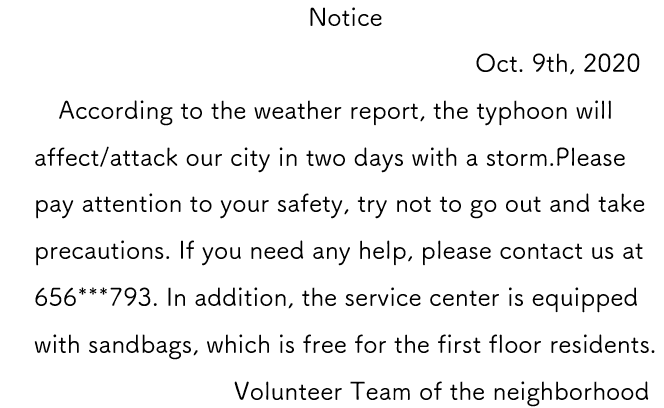 Notice
Oct. 9th, 2020
According to the weather report, the typhoon will
affect/attack our city in two days with a storm.Please
pay attention to your safety, try not to go out and take
precautions. If you need any help, please contact us at
656***793. In addition, the service center is equipped
with sandbags, which is free for the first floor residents.
Volunteer Team of the neighborhood